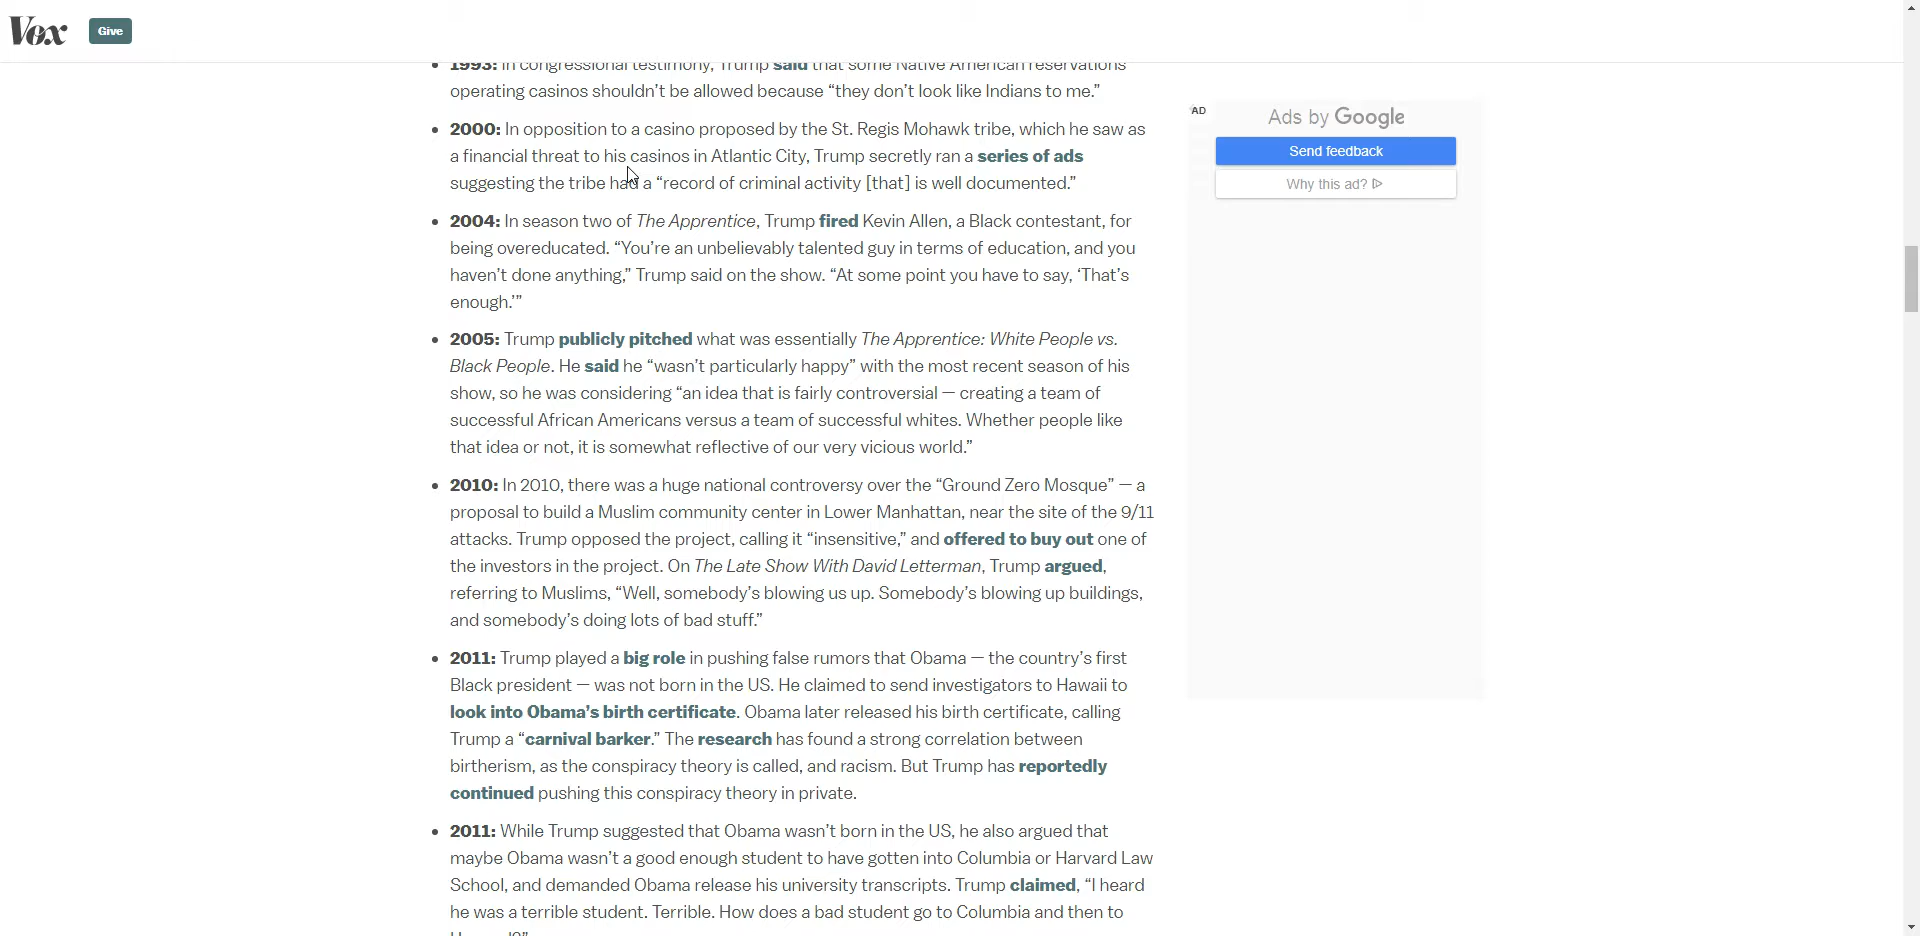 Vox
Give
1993: In congressional testimony, Trump said that some Native American reservations
operating casinos shouldn’t be allowed because “they don’t look like Indians to me.”
2000: In opposition to a casino proposed by the St. Regis Mohawk tribe, which he saw as
a financial threat to his casinos in Atlantic City, Trump secretly ran a series of ads
suggesting the tribe had a “record of criminal activity [that] is well documented.”
2004: In season two of The Apprentice, Trump fired Kevin Allen, a Black contestant, for
being overeducated. “You’re an unbelievably talented guy in terms of education, and you
haven’t done anything,” Trump said on the show. “At some point you have to say, ‘That’s
enough.’”
2005: Trump publicly pitched what was essentially The Apprentice: White People vs.
Black People. He said he “wasn’t particularly happy” with the most recent season of his
show, so he was considering “an idea that is fairly controversial — creating a team of
successful African Americans versus a team of successful whites. Whether people like
that idea or not, it is somewhat reflective of our very vicious world.”
2010: In 2010, there was a huge national controversy over the “Ground Zero Mosque” — a
proposal to build a Muslim community center in Lower Manhattan, near the site of the 9/11
attacks. Trump opposed the project, calling it “insensitive,” and offered to buy out one of
the investors in the project. On The Late Show With David Letterman, Trump argued,
referring to Muslims, “Well, somebody’s blowing us up. Somebody’s blowing up buildings,
and somebody’s doing lots of bad stuff.”
2011: Trump played a big role in pushing false rumors that Obama — the country’s first
Black president — was not born in the US. He claimed to send investigators to Hawaii to
look into Obama’s birth certificate. Obama later released his birth certificate, calling
Trump a “carnival barker.” The research has found a strong correlation between
birtherism, as the conspiracy theory is called, and racism. But Trump has reportedly
continued pushing this conspiracy theory in private.
2011: While Trump suggested that Obama wasn’t born in the US, he also argued that
maybe Obama wasn’t a good enough student to have gotten into Columbia or Harvard Law
School, and demanded Obama release his university transcripts. Trump claimed, “I heard
he was a terrible student. Terrible. How does a bad student go to Columbia and then to
AD
Ads by Google
Send feedback
Why this ad?